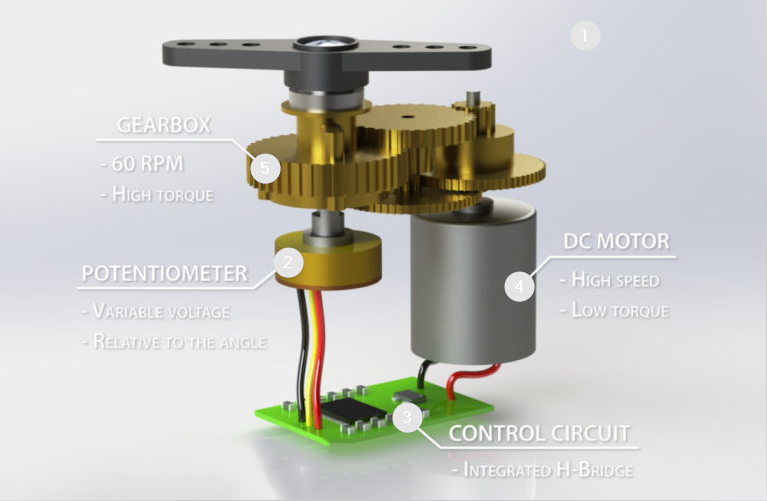 1
GEARBOX
5
- 60 RPM
- HIGH TORQUE
DC MOTOR
2
POTENTIOMETER
- HIGH SPEED
4
- VARIABLE VOLTAGE
- LOW TORQUE
- RELATIVE TO THE ANGLE
3
CONTROL CIRCUIT
- INTEGRATED H-BRIDGE